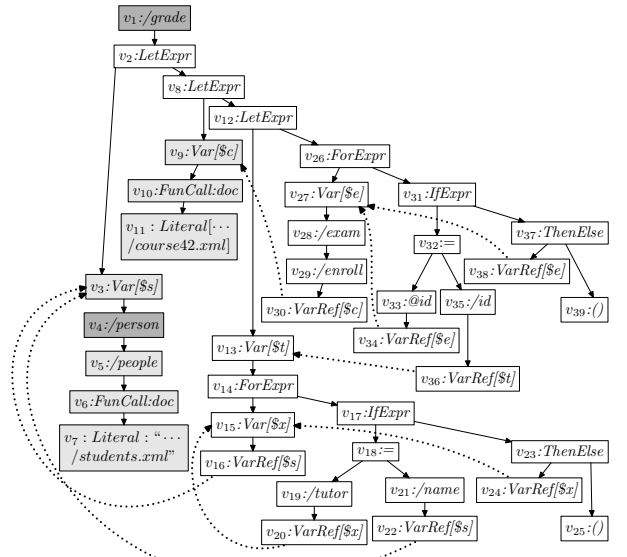 v1:/grade
v2:LetExpr
v8:LetExpr
v12:LetExpr
v9:Var[$c]
v26:ForExpr
v10:FunCall:doc
v27:Var[$e]
v31:IfExpr
v11 : Literal[···
/course42.xml]
v28:/exam
v32:=
v37:ThenElse
v29:/enroll
v38:VarRef[$e]
v3:Var[$s]
v30:VarRef[$c]
v33:@id
v35:/id
v39:()
v4:/person
v34:VarRef[$e]
v13:Var[$t]
v5:/people
v36:VarRef[$t]
v14:ForExpr
v6:FunCall:doc
v17:IfExpr
v15:Var[$x]
v7 : Literal : “···
/students.xml”
v18:=
v23:ThenElse
v16:VarRef[$s]
v19:/tutor
v21:/name
v24:VarRef[$x]
v20:VarRef[$x]
v22:VarRef[$s]
v25:()